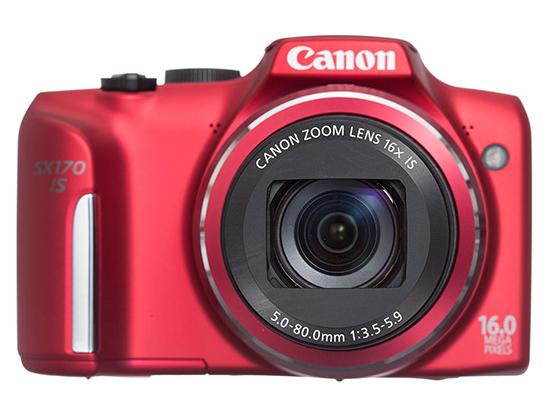 Canon
CANON ZOOM LENS 16x IS
SX170
IS
5.0-80.0mm 1:3.5-5.9
16.0
MEGA
PIXELS